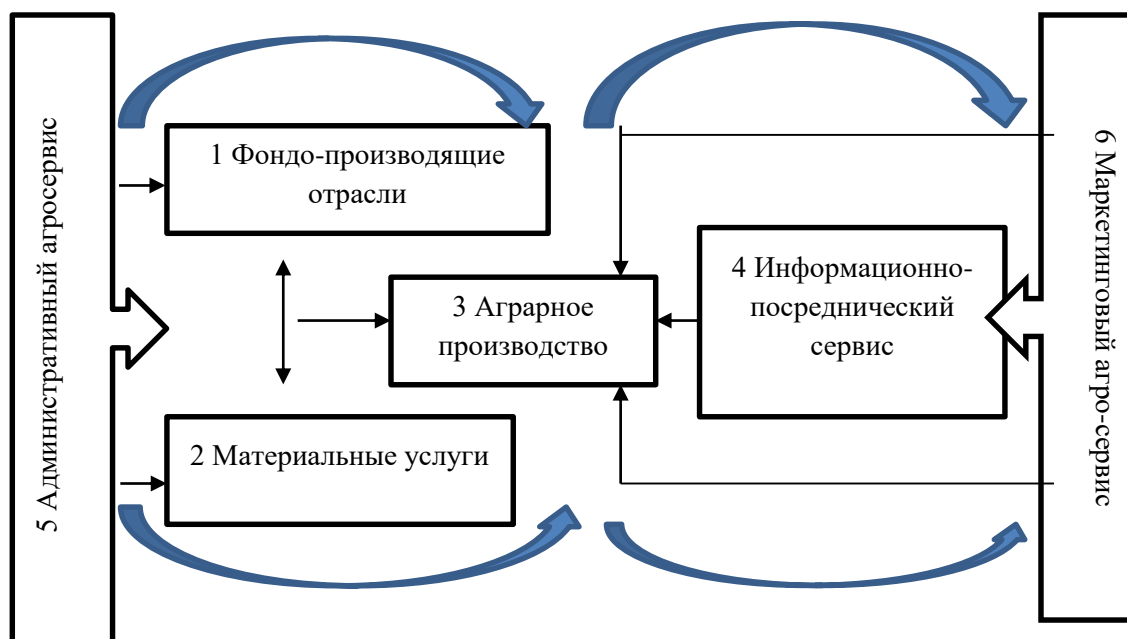 5 Административный агросервис
1 Фондо-производящие
отрасли
2 Материальные услуги
3 Аграрное
производство
4 Информационно-
посреднический
сервис
6 Маркетинговый агро-сервис